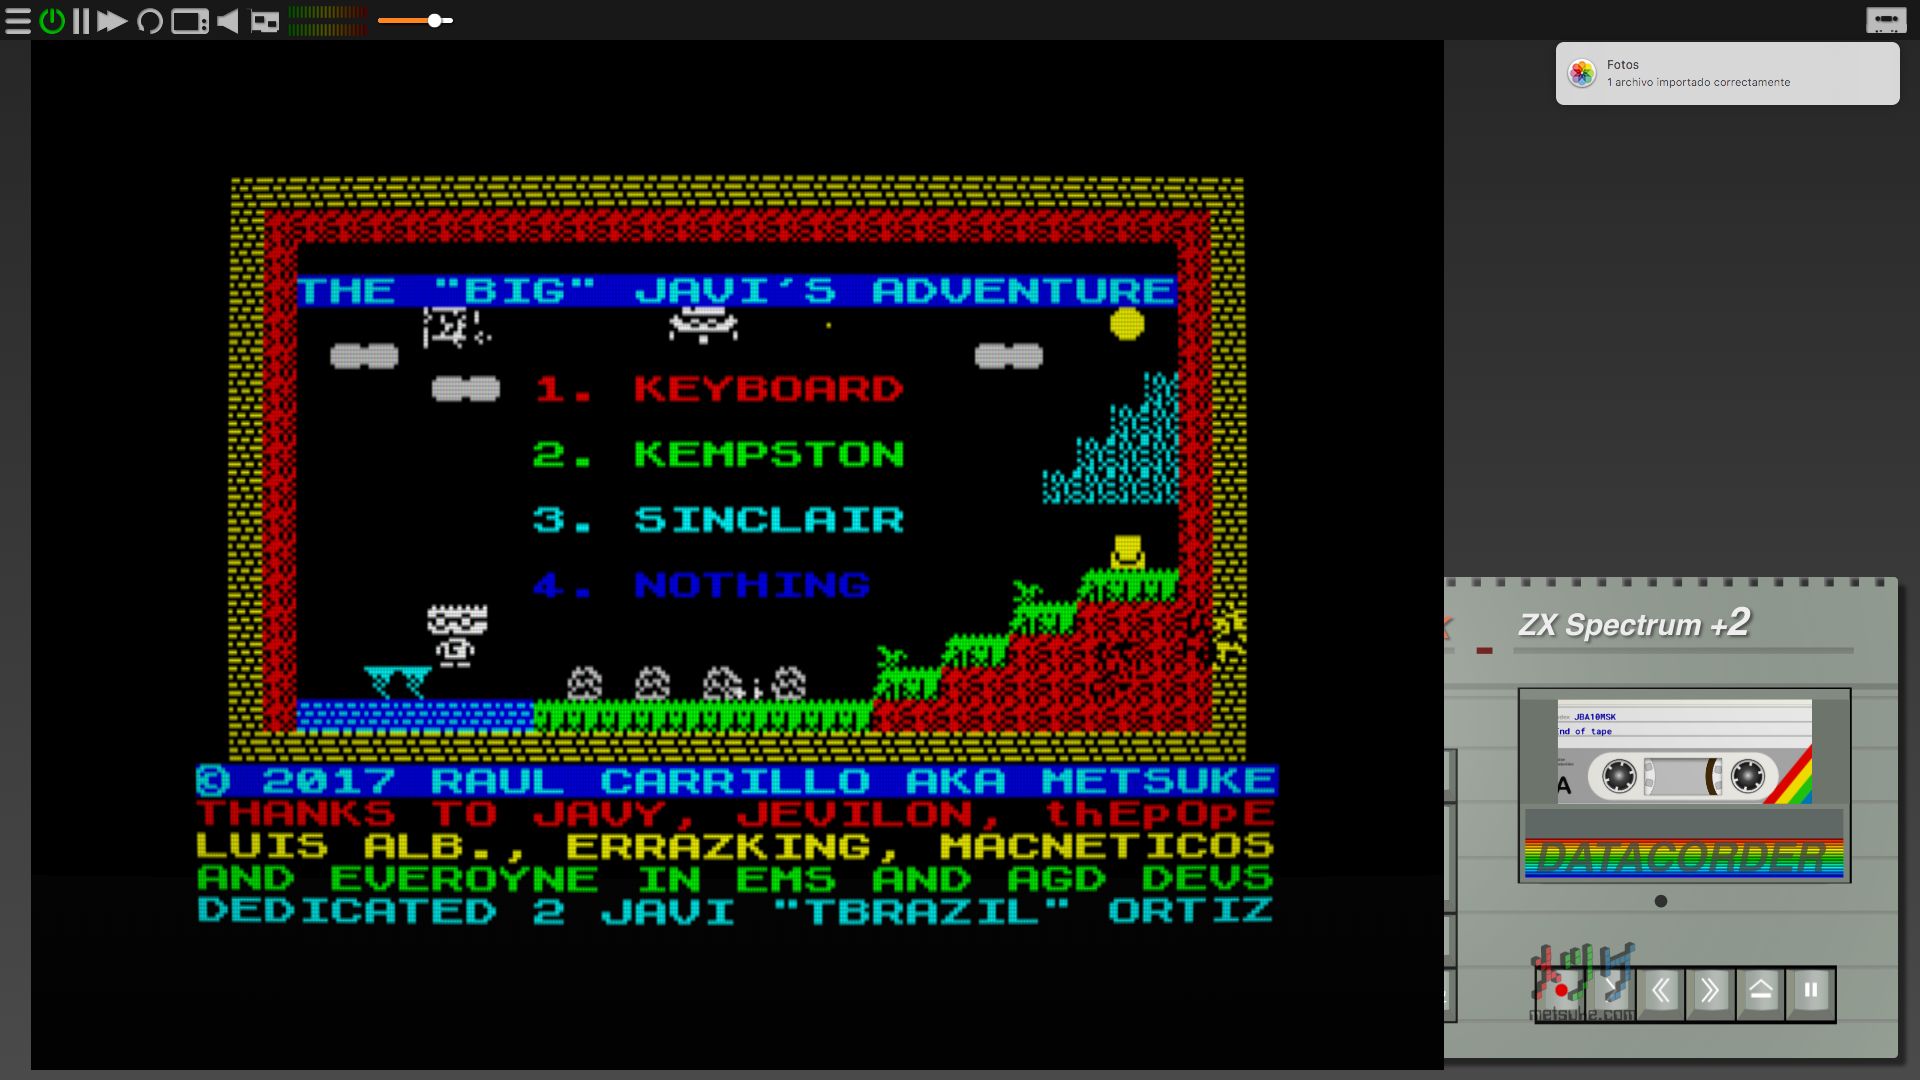 Fotos
1 archivo importado correctamente
THE "BIG" JAVI'S ADVENTURE
1. KEYBOARD
2. KEMPSTON
3. SINCLAIR
4. NOTHING
© 2017 RAUL CARRILLO AKA METSUKE
THANKS TO JAVY, JEVILON, thEpOpE
LUIS ALB., ERRAZKING, MACNETICOS
AND EVEROYNE IN EMS AND AGD DEVS
DEDICATED 2 JAVI "TBRAZIL" ORTIZ
ZX Spectrum +2
JBA10MSK
End of tape
A
DATACORDER
metsuke.com